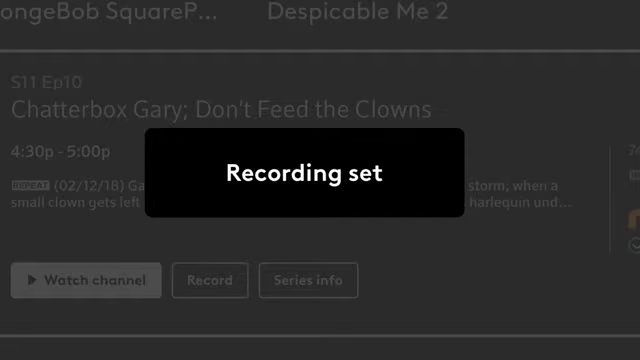 ongeBob SquareP...
Despicable Me 2
S11 Ep10
Chatterbox Gary; Don't Feed the Clowns
4:30p - 5:00p
REPEAT (02/12/18) Ga
storm; when a
small clown gets left
harlequin und...
Recording set
Watch channel
Record
Series info